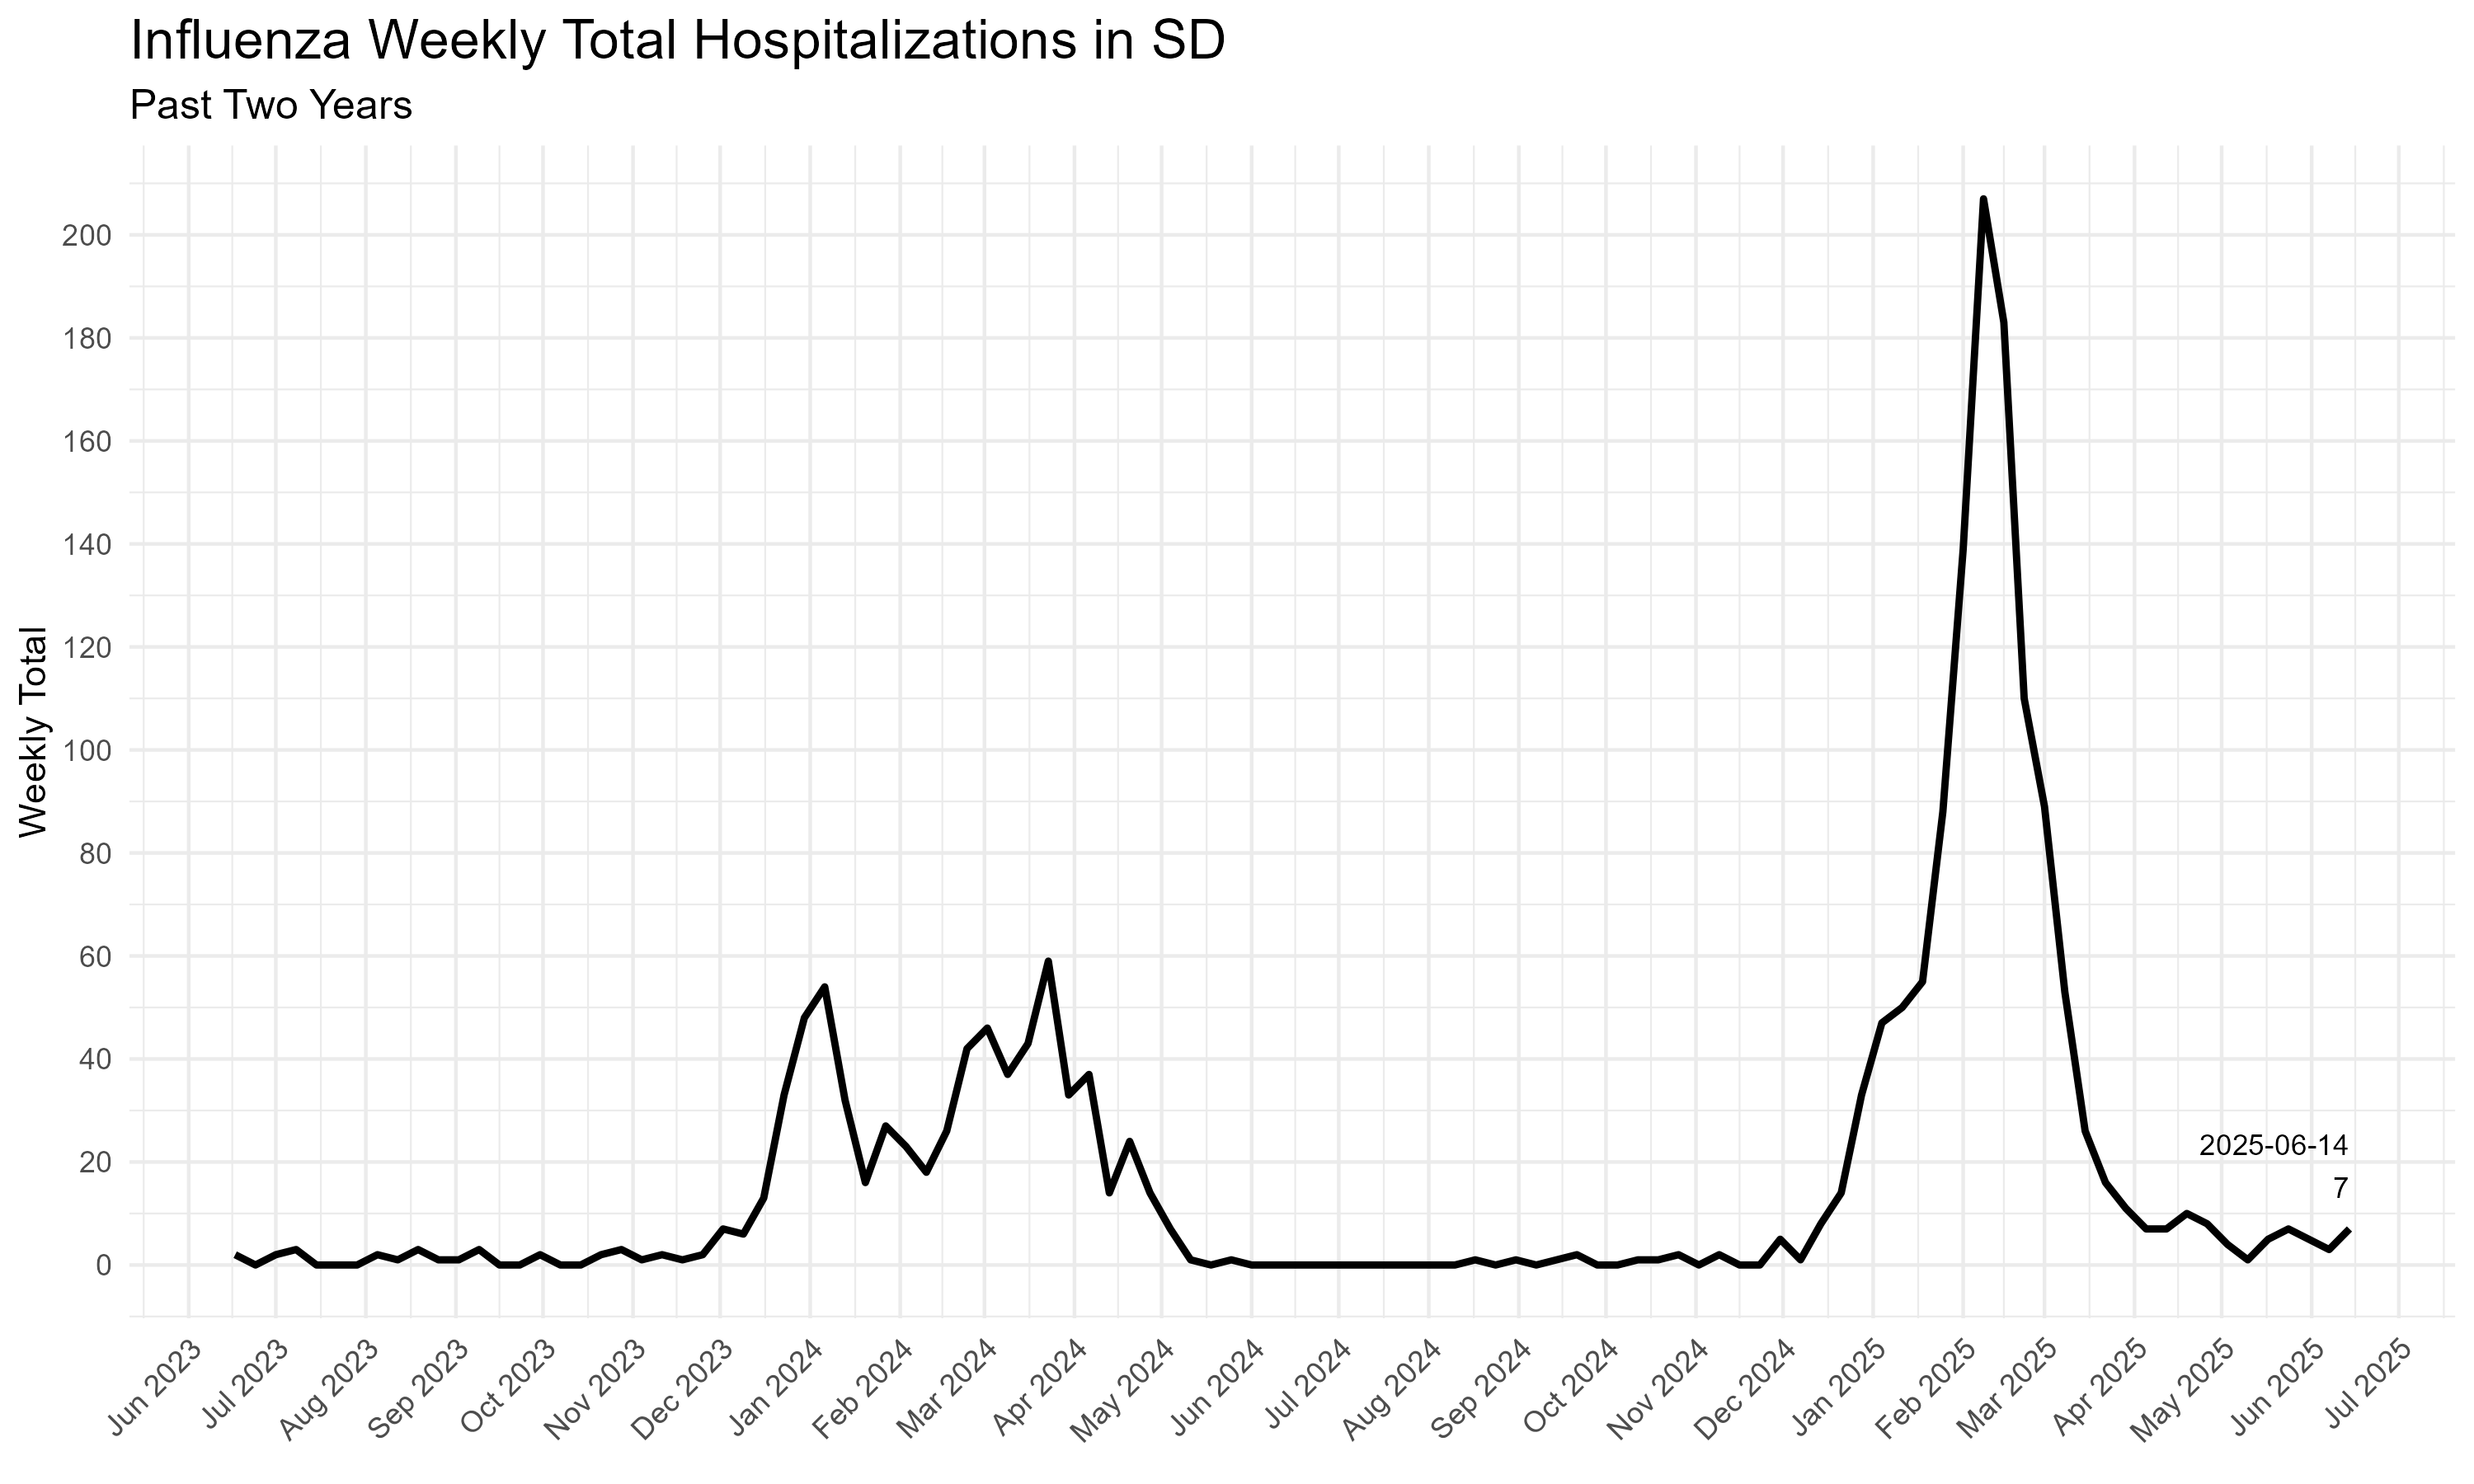 Influenza Weekly Total Hospitalizations in SD
Past Two Years
Weekly Total
200
180
160
140
120
100
80
60
40
20
0
2025-06-14
7
Jun 2023
Jul 2023
Aug 2023
Sep 2023
Oct 2023
Nov 2023
Dec 2023
Jan 2024
Feb 2024
Mar 2024
Apr 2024
May 2024
Jun 2024
Jul 2024
Aug 2024
Sep 2024
Oct 2024
Nov 2024
Dec 2024
Jan 2025
Feb 2025
Mar 2025
Apr 2025
May 2025
Jun 2025
Jul 2025